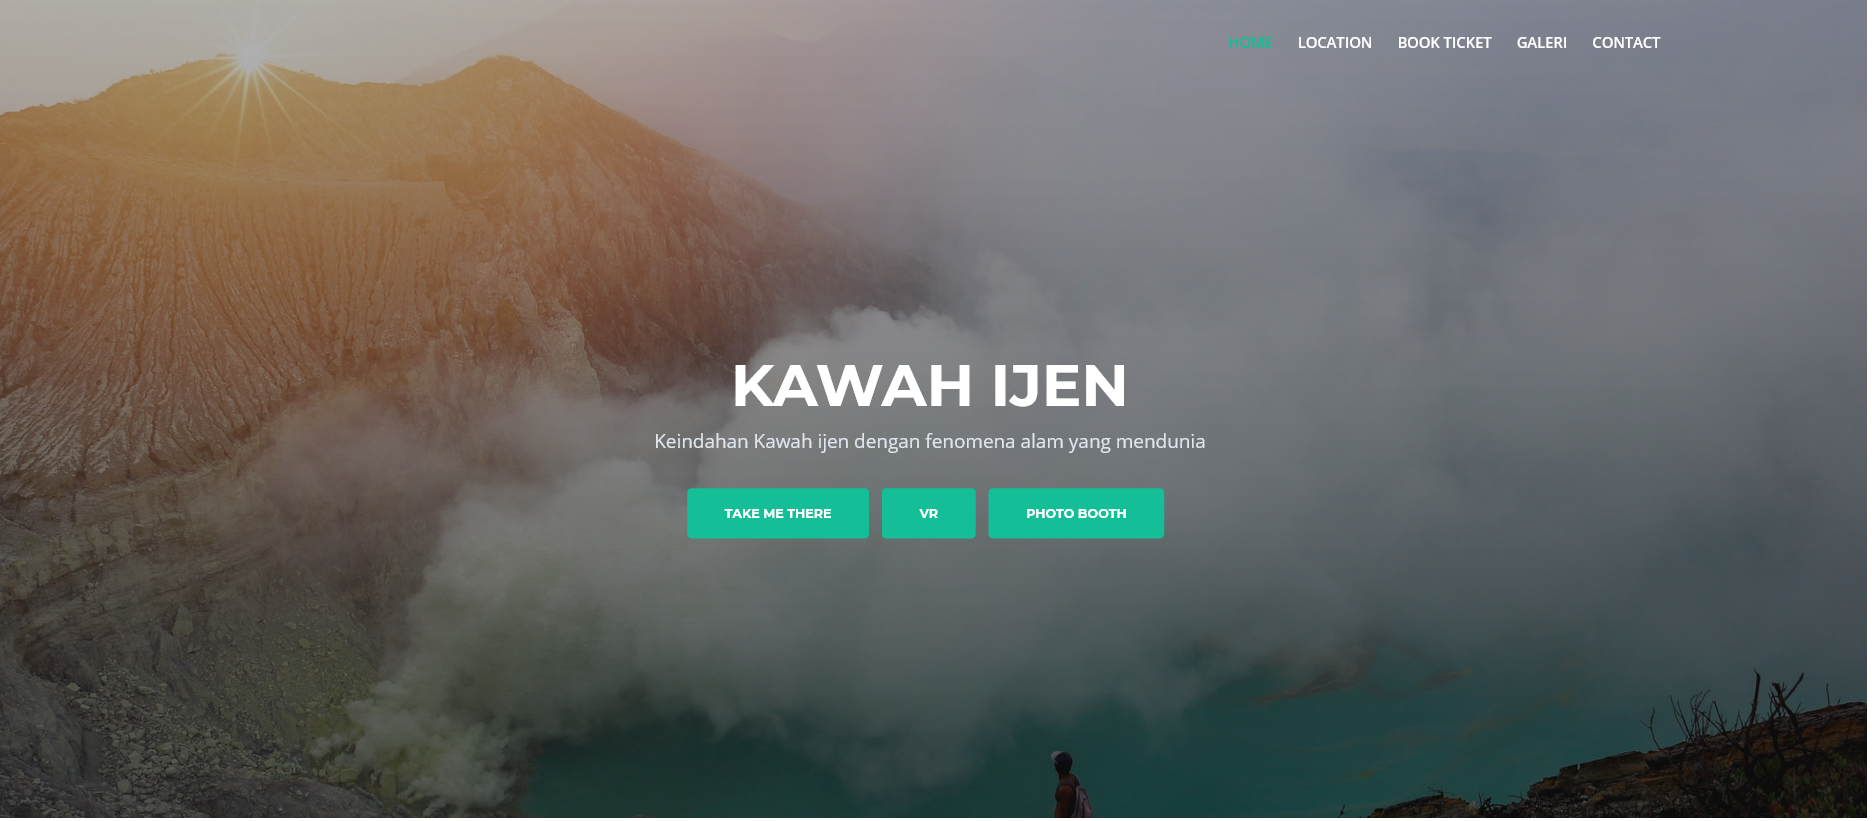 HOME LOCATION BOOK TICKET GALERI CONTACT
KAWAH IJEN
Keindahan Kawah ijen dengan fenomena alam yang mendunia
TAKE ME THERE VR PHOTO BOOTH